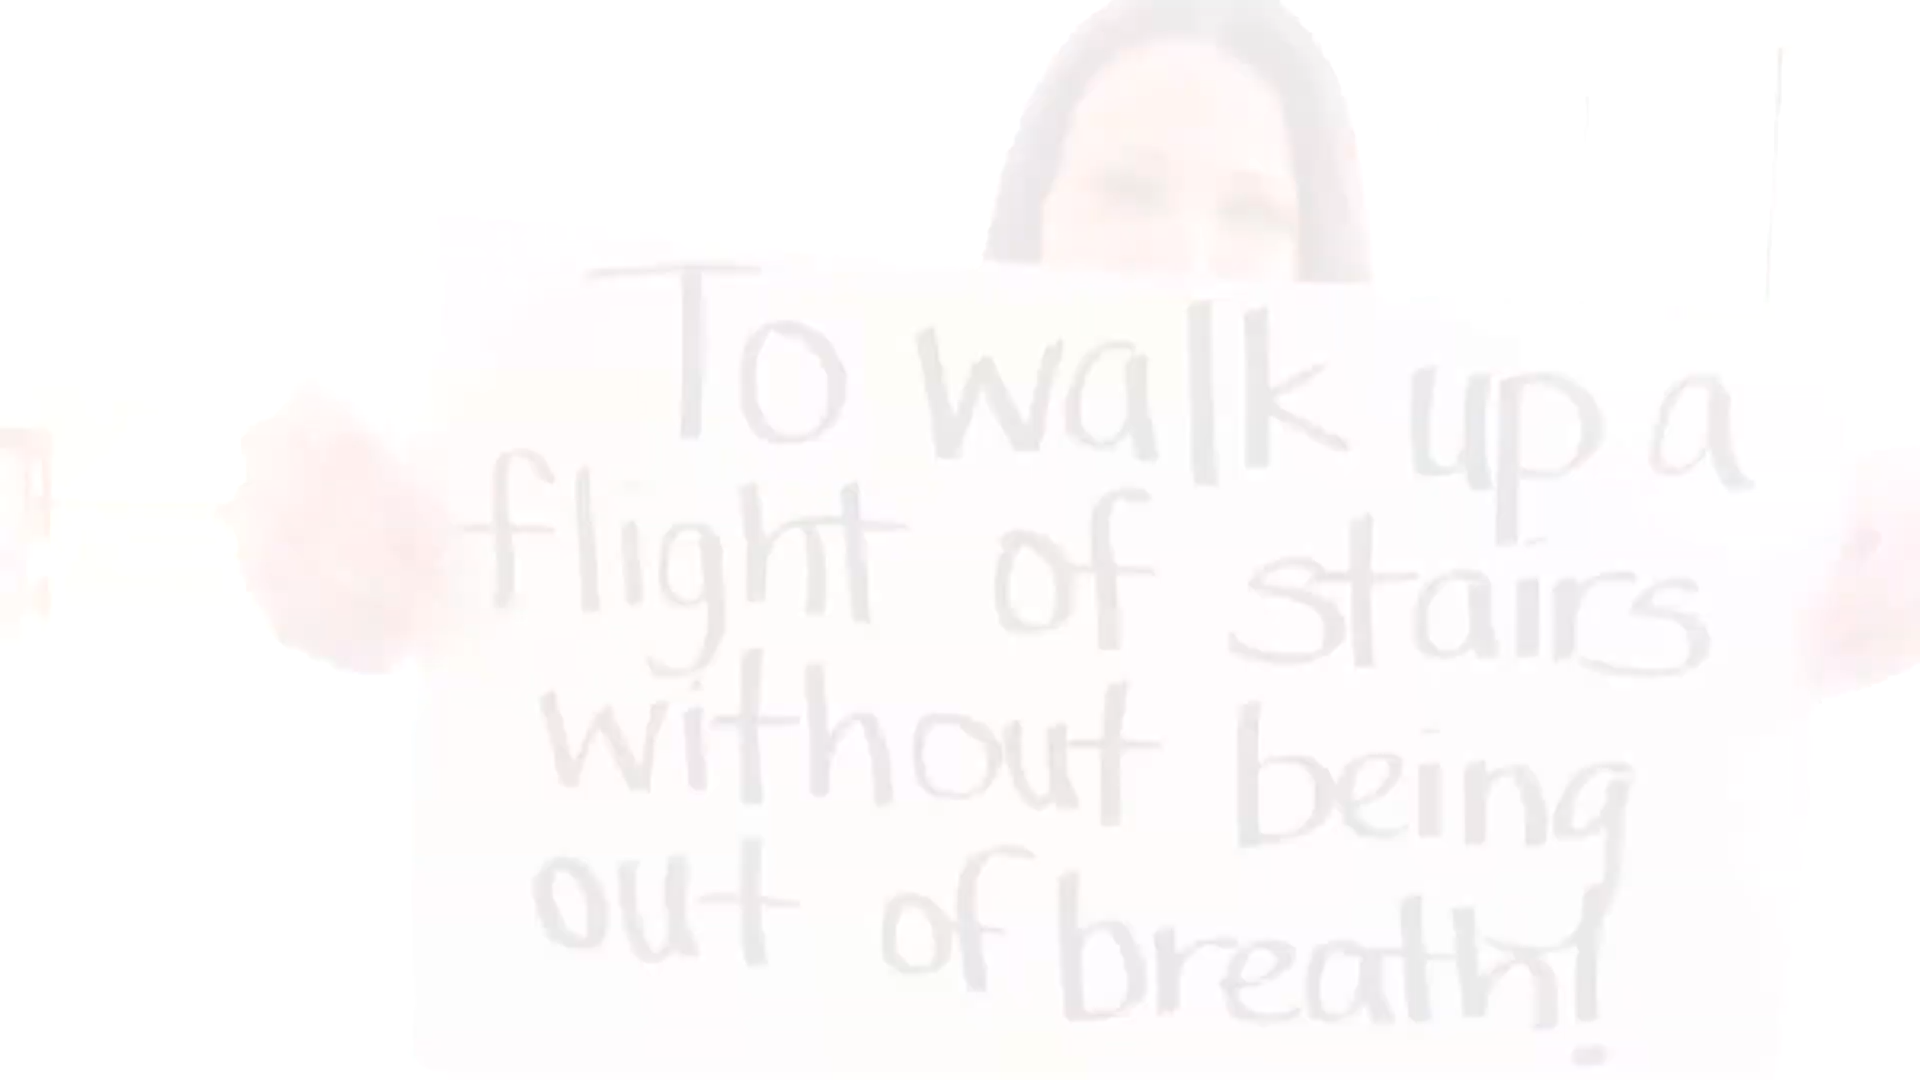 To walk up a
flight of stairs
without being
out of breath!